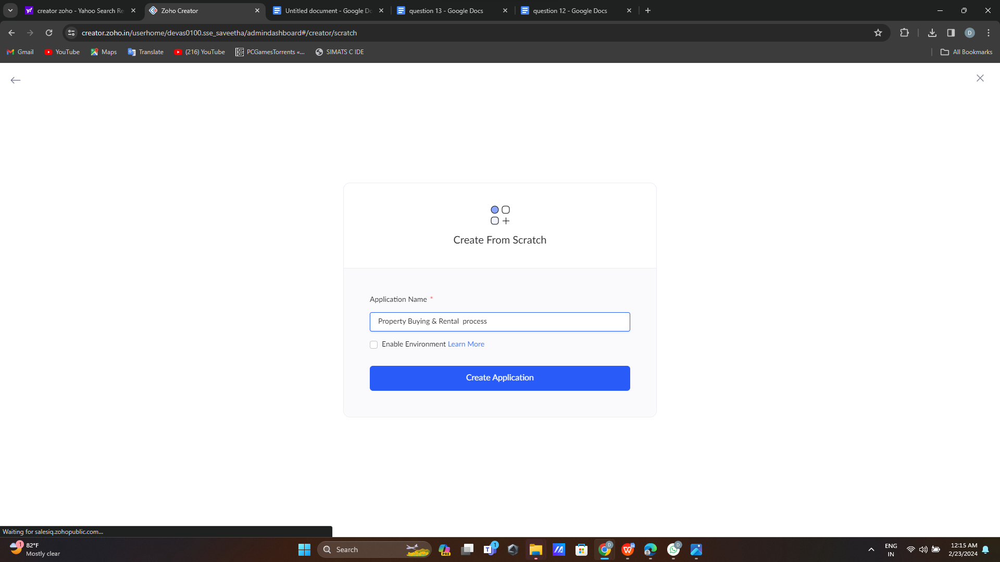 creator zoho - Yahoo Search Re
Zoho Creator
Untitled document - Google Do
question 13 - Google Docs
question 12 - Google Docs
creator.zoho.in/userhome/devas0100.sse_saveetha/admindashboard#/creator/scratch
D
Gmail
YouTube
Maps
Translate
(216) YouTube
PCGamesTorrents «...
SIMATS C IDE
All Bookmarks
Create From Scratch
Application Name *
Property Buying & Rental  process
Enable Environment Learn More
Create Application
Waiting for salesiq.zohopublic.com...
1
82°F
Mostly clear
Search
PRE
1
D
D
ENG
IN
12:15 AM
2/23/2024